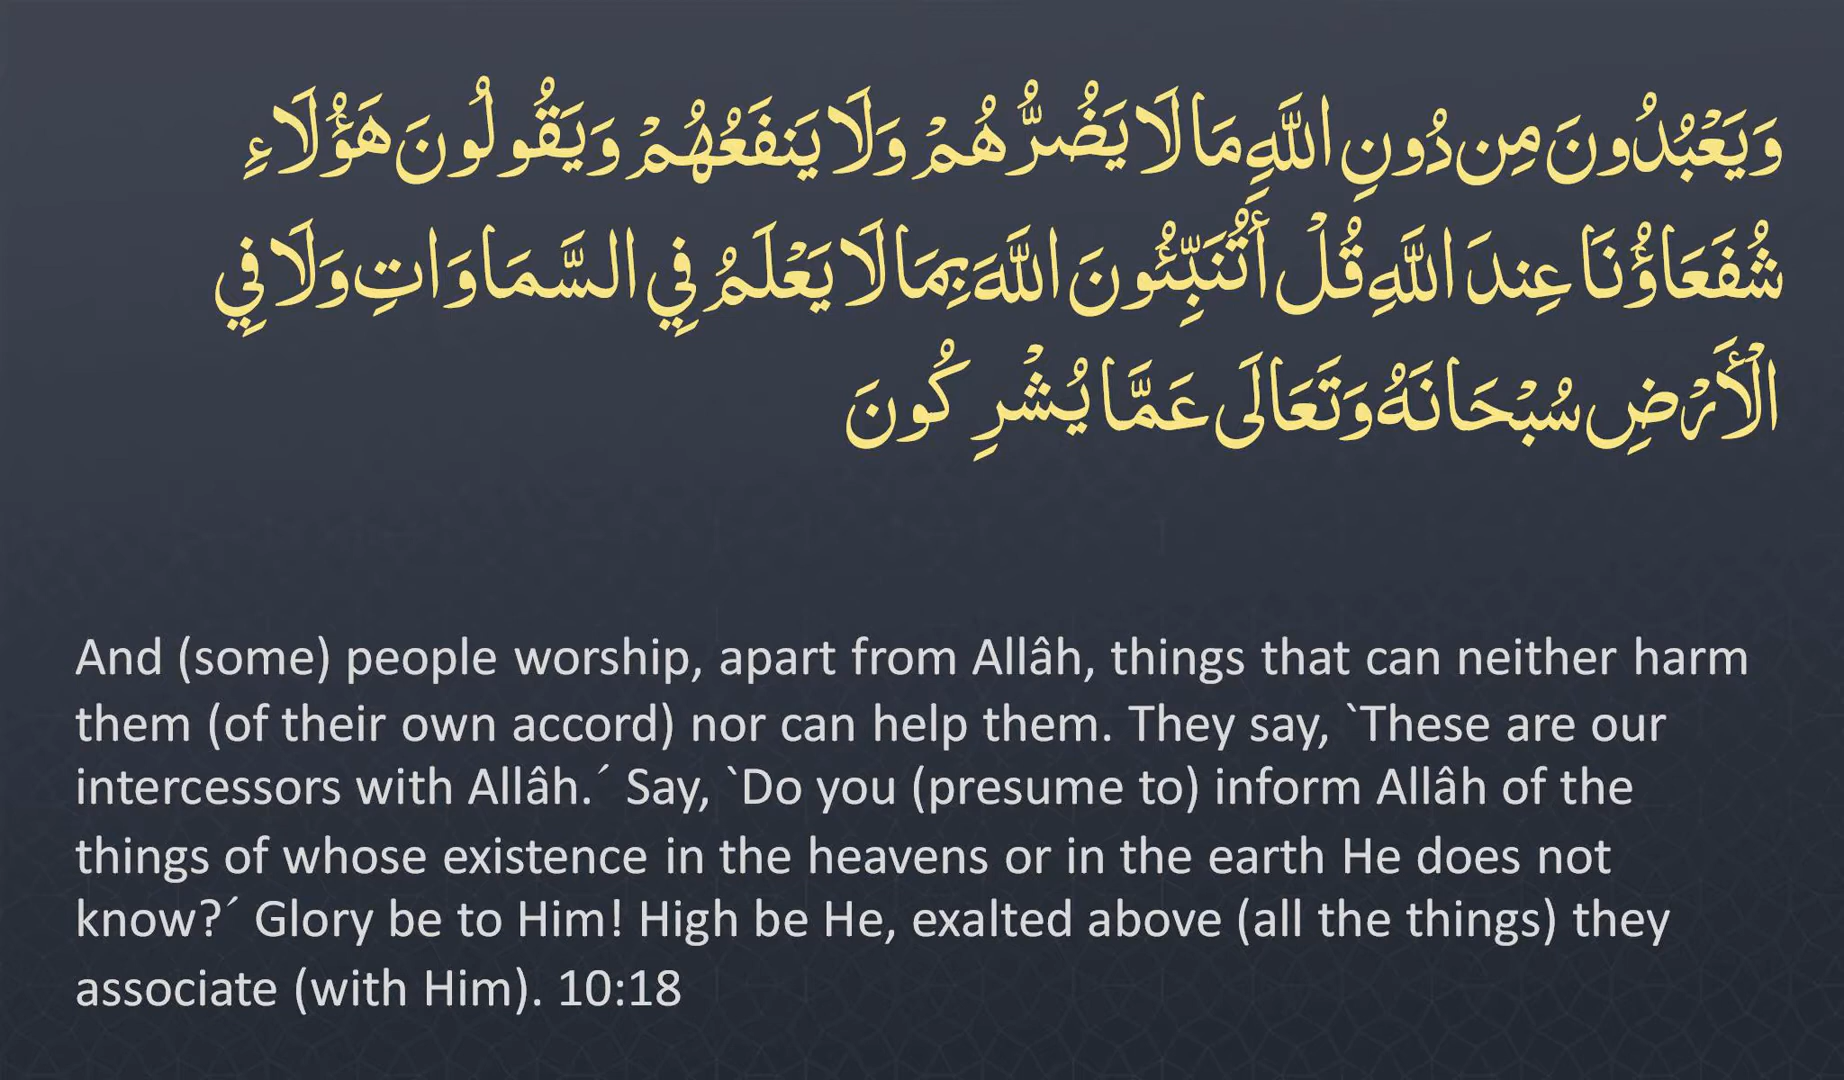 وَيَعْبُدُونَ مِن دُونِ اللَّهِ مَا لَا يَضُرُّهُمْ وَلَا يَنفَعُهُمْ وَيَقُولُونَ هَؤُلَاءِ
شُفَعَاؤُنَا عِندَ اللَّهِ قُلْ أَتُنَبِّئُونَ اللَّهَ بِمَا لَا يَعْلَمُ فِي السَّمَاوَاتِ وَلَا فِي
الْأَرْضِ سُبْحَانَهُ وَتَعَالَى عَمَّا يُشْرِكُونَ
And (some) people worship, apart from Allâh, things that can neither harm
them (of their own accord) nor can help them. They say, `These are our
intercessors with Allâh.´ Say, `Do you (presume to) inform Allâh of the
things of whose existence in the heavens or in the earth He does not
know?´ Glory be to Him! High be He, exalted above (all the things) they
associate (with Him). 10:18